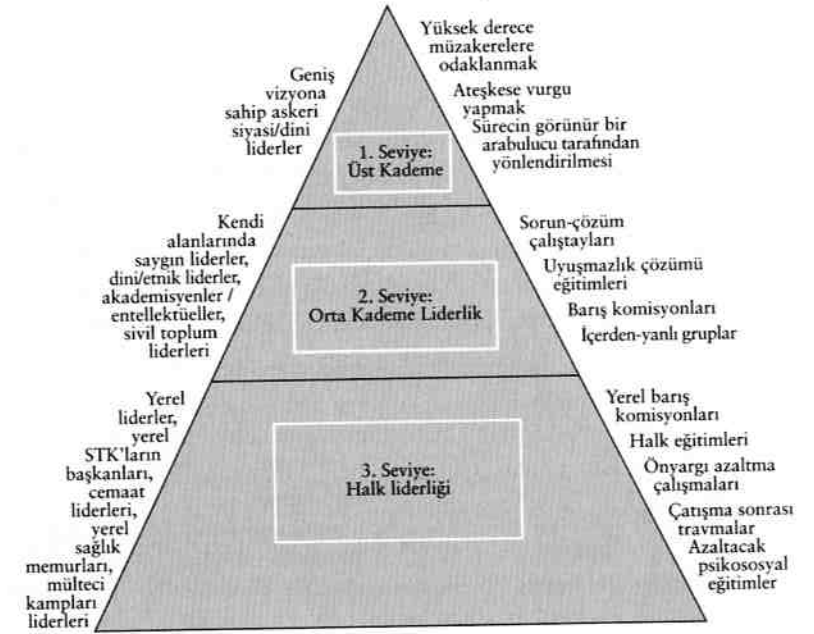 Geniş
vizyona
sahip askeri
siyasi/dini
liderler
1. Seviye:
Üst Kademe
Yüksek derece
müzakerelere
odaklanmak
Ateşkese vurgu
yapmak
Sürecin görünür bir
arabulucu tarafından
yönlendirilmesi
Kendi
alanlarında
saygın liderler,
dini/etnik liderler,
akademisyenler /
entellektüeller,
sivil toplum
liderleri
2. Seviye:
Orta Kademe Liderlik
Sorun-çözüm
çalıştayları
Uyuşmazlık çözümü
eğitimleri
Barış komisyonları
İçerden-yanlı gruplar
Yerel
liderler,
yerel
STK'ların
başkanları,
cemaat
liderleri,
yerel
sağlık
memurları,
mülteci
kampları
liderleri
3. Seviye:
Halk liderliği
Yerel barış
komisyonları
Halk eğitimleri
Önyargı azaltma
çalışmaları
Çatışma sonrası
travmalar
Azaltacak
psikososyal
eğitimler